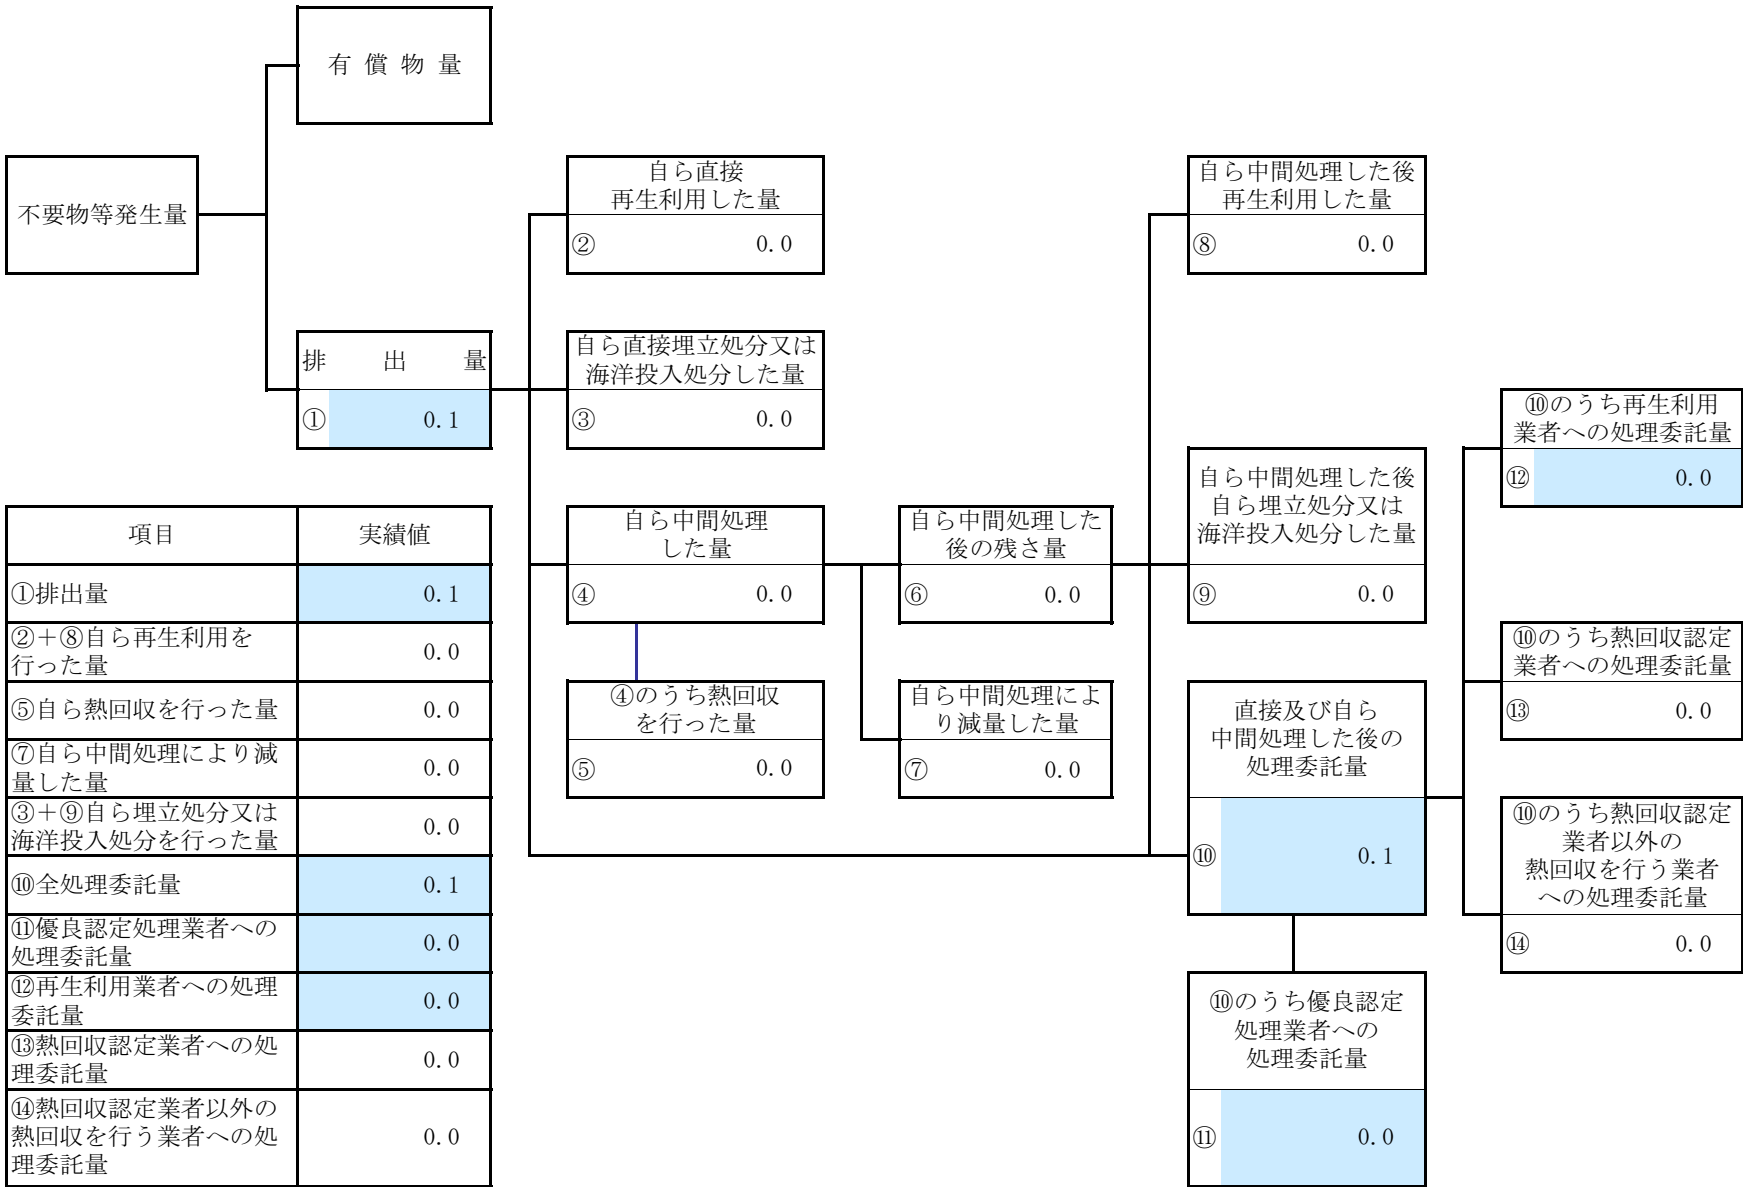 有償物量
不要物等発生量
自ら直接
再生利用した量
② 0.0
自ら中間処理した後
再生利用した量
⑧ 0.0
排出量
① 0.1
自ら直接埋立処分又は
海洋投入処分した量
③ 0.0
⑩のうち再生利用
業者への処理委託量
⑫ 0.0
自ら中間処理した後
自ら埋立処分又は
海洋投入処分した量
⑨ 0.0
自ら中間処理
した量
④ 0.0
自ら中間処理した
後の残さ量
⑥ 0.0
⑩のうち熱回収認定
業者への処理委託量
⑬ 0.0
④のうち熱回収
を行った量
⑤ 0.0
自ら中間処理によ
り減量した量
⑦ 0.0
直接及び自ら
中間処理した後の
処理委託量
⑩ 0.1
⑩のうち熱回収認定
業者以外の
熱回収を行う業者
への処理委託量
⑭ 0.0
⑩のうち優良認定
処理業者への
処理委託量
⑪ 0.0
項目 実績値
①排出量 0.1
②＋⑧自ら再生利用を
行った量 0.0
⑤自ら熱回収を行った量 0.0
⑦自ら中間処理により減
量した量 0.0
③＋⑨自ら埋立処分又は
海洋投入処分を行った量 0.0
⑩全処理委託量 0.1
⑪優良認定処理業者への
処理委託量 0.0
⑫再生利用業者への処理
委託量 0.0
⑬熱回収認定業者への処
理委託量 0.0
⑭熱回収認定業者以外の
熱回収を行う業者への処
理委託量 0.0